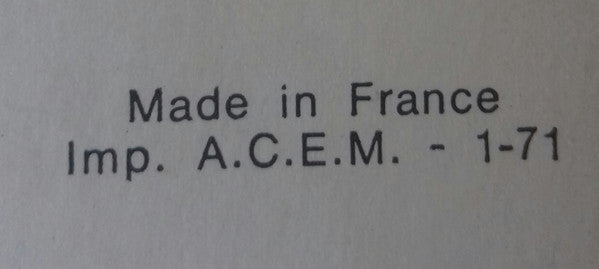 Made in France
Imp. A.C.E.M. - 1-71